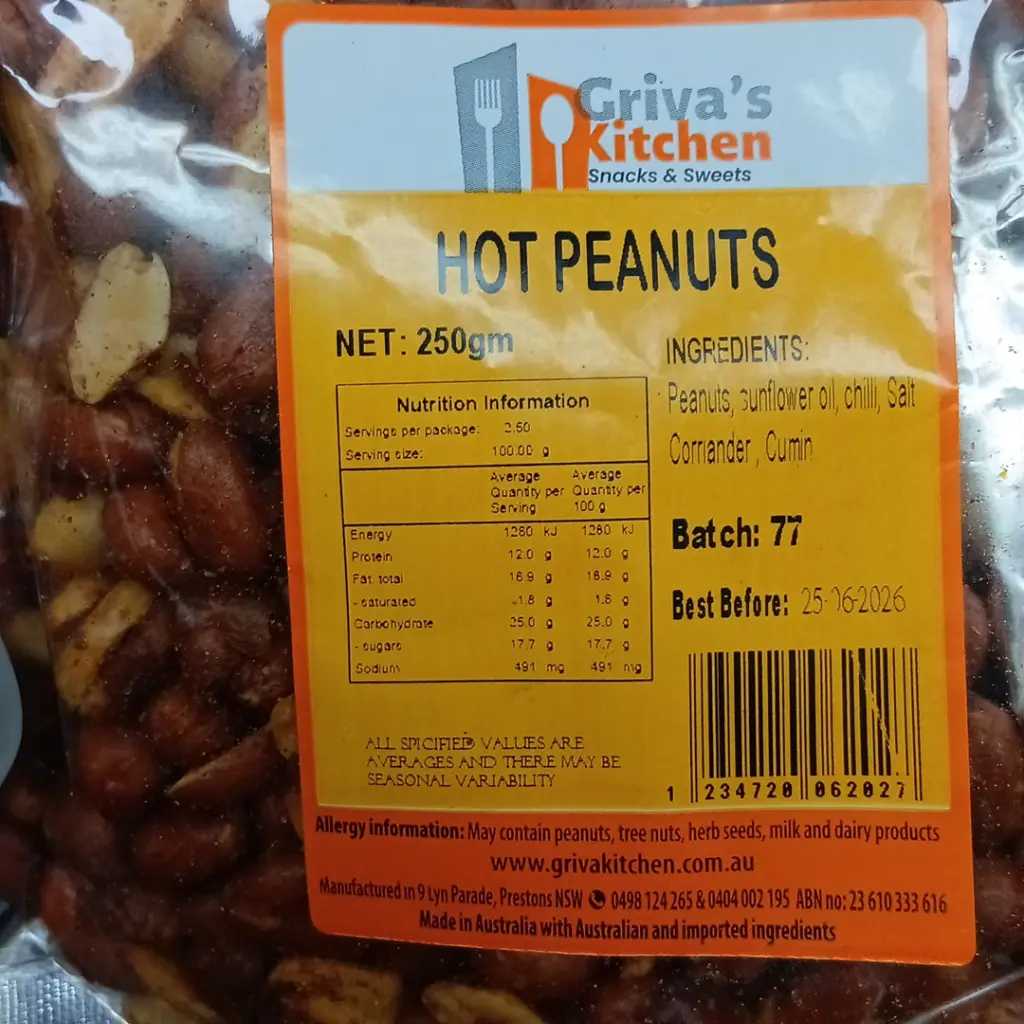 Griva's
Kitchen
Snacks & Sweets
HOT PEANUTS
NET: 250gm
Nutrition Information
Servings per package: 2.50
Serving size: 100.00 g
Average Quantity per Serving
Average Quantity per 100 g
Energy 1280 kJ 1280 kJ
Protein 12.0 g 12.0 g
Fat, total 16.9 g 16.9 g
- saturated 1.8 g 1.8 g
Carbohydrate 25.0 g 25.0 g
- sugars 17.7 g 17.7 g
Sodium 491 mg 491 mg
ALL SPICIFIED VALUES ARE
AVERAGES AND THERE MAY BE
SEASONAL VARIABILITY
INGREDIENTS:
Peanuts, sunflower oil, chilli, Salt
Corriander , Cumin
Batch: 77
Best Before: 25-06-2026
1 234720 062027
Allergy information: May contain peanuts, tree nuts, herb seeds, milk and dairy products
www.grivakitchen.com.au
Manufactured in 9 Lyn Parade, Prestons NSW 0498 124 265 & 0404 002 195 ABN no: 23 610 333 616
Made in Australia with Australian and imported ingredients